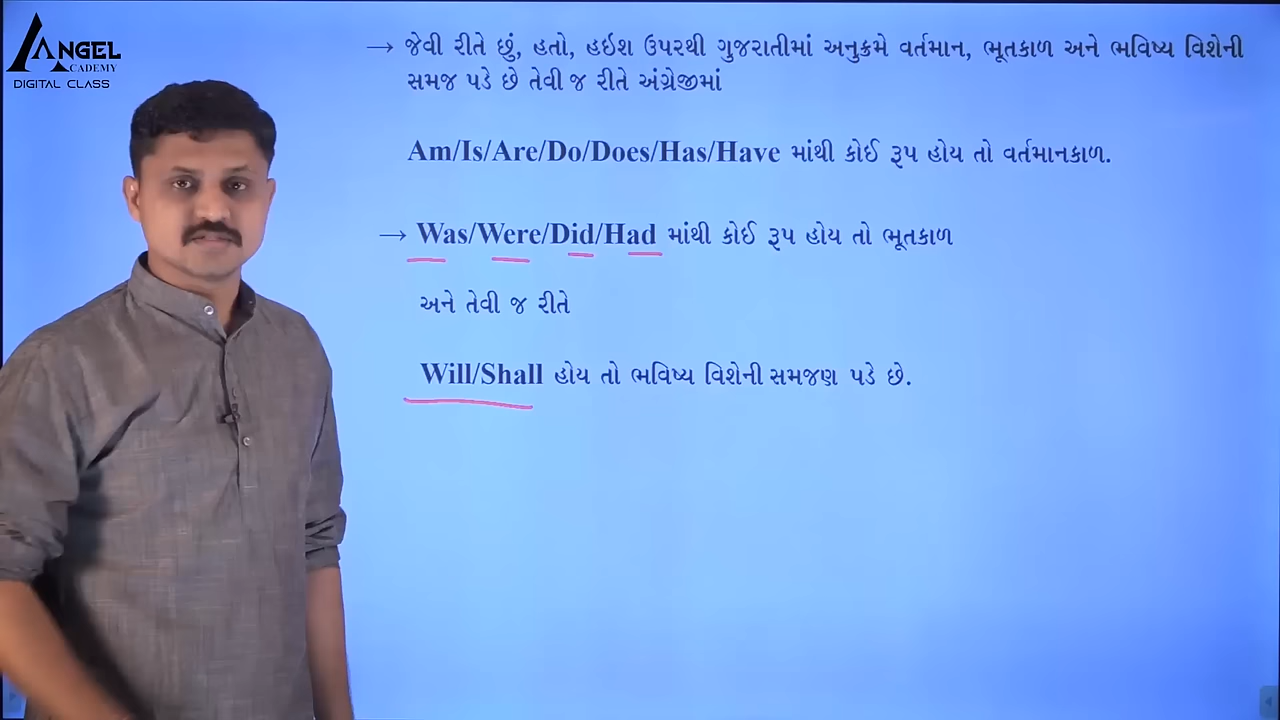 ANGEL
ACADEMY
DIGITAL CLASS
→ જેવી રીતે છું, હતો, હઇશ ઉપરથી ગુજરાતીમાં અનુક્રમે વર્તમાન, ભૂતકાળ અને ભવિષ્ય વિશેની
સમજ પડે છે તેવી જ રીતે અંગ્રેજીમાં
Am/Is/Are/Do/Does/Has/Have માંથી કોઈ રૂપ હોય તો વર્તમાનકાળ.
→ Was/Were/Did/Had માંથી કોઈ રૂપ હોય તો ભૂતકાળ
અને તેવી જ રીતે
Will/Shall હોય તો ભવિષ્ય વિશેની સમજણ પડે છે.